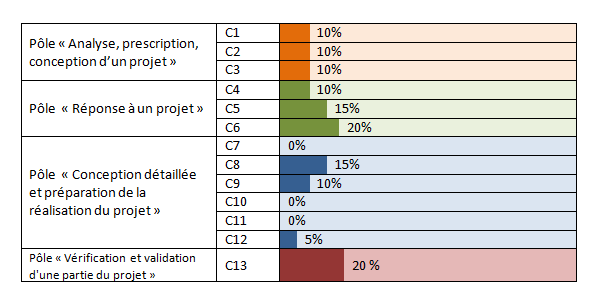 Pôle « Analyse, prescription,
conception d'un projet »
C1 10%
C2 10%
C3 10%
Pôle « Réponse à un projet »
C4 10%
C5 15%
C6 20%
Pôle « Conception détaillée
et préparation de la
réalisation du projet »
C7 0%
C8 15%
C9 10%
C10 0%
C11 0%
C12 5%
Pôle « Vérification et validation
d'une partie du projet »
C13 20 %